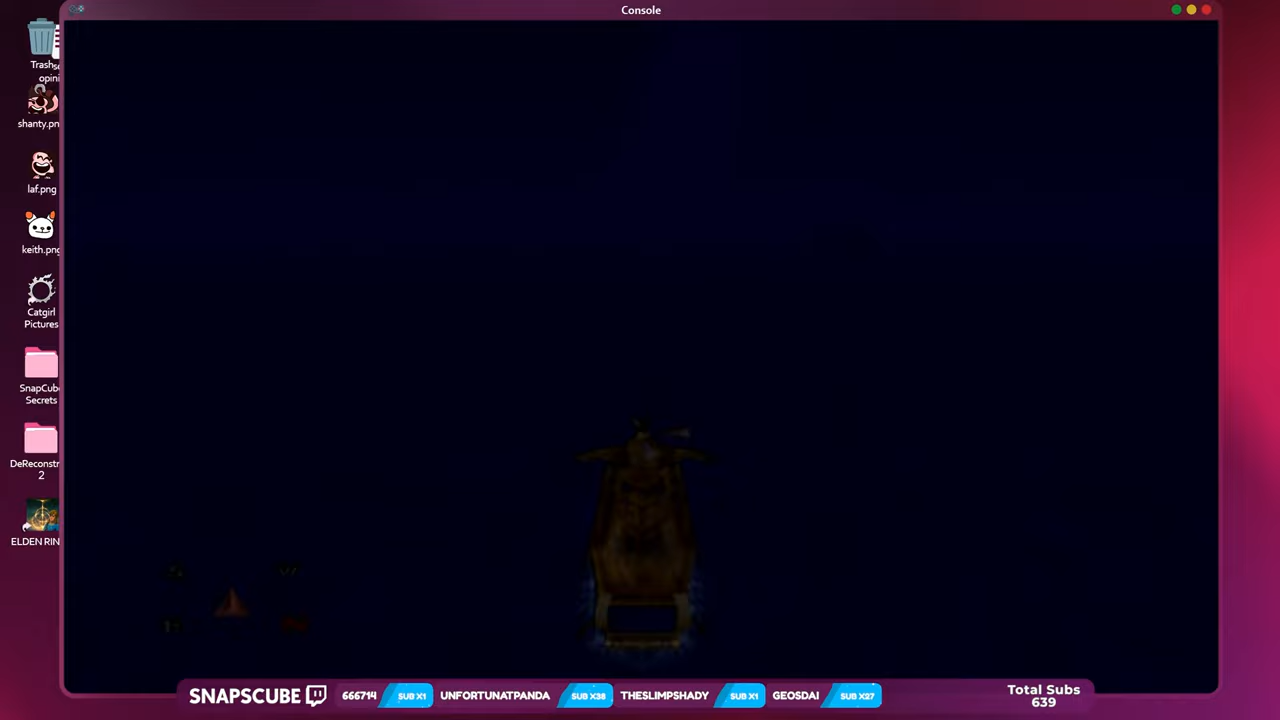 Console
Trash
opini
shanty.pn
laf.png
keith.png
Catgirl
Pictures
SnapCub
Secrets
DeReconstr
2
ELDEN RIN
SNAPSCUBE 666714 SUB X1 UNFORTUNATPANDA SUB X38 THESLIMPSHADY SUB X1 GEOSDAI SUB X27
Total Subs
639